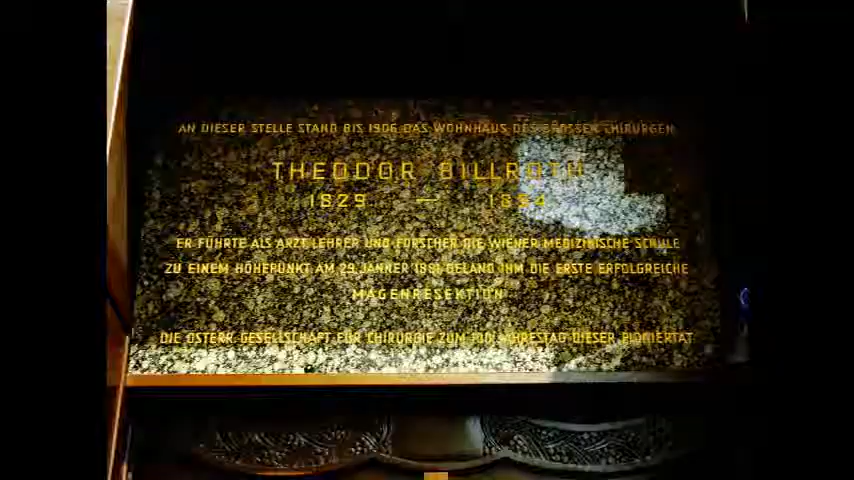 AN DIESER STELLE STAND BIS 1906 DAS WOHNHAUS DES GROSSEN CHIRURGEN
THEODOR BILLROTH
1829 — 1894
ER FÜHRTE ALS ARZT LEHRER UND FORSCHER DIE WIENER MEDIZINISCHE SCHULE
ZU EINEM HÖHEPUNKT AM 29. JÄNNER 1881 GELANG IHM DIE ERSTE ERFOLGREICHE
MAGENRESEKTION
DIE ÖSTERR. GESELLSCHAFT FÜR CHIRURGIE ZUM 100. JAHRESTAG DIESER PIONIERTAT